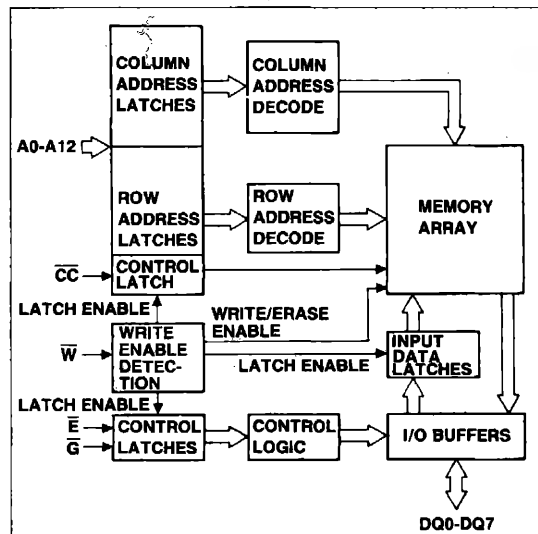 COLUMN
ADDRESS
LATCHES
COLUMN
ADDRESS
DECODE
A0-A12
ROW
ADDRESS
LATCHES
ROW
ADDRESS
DECODE
MEMORY
ARRAY
C̅C̅
CONTROL
LATCH
LATCH ENABLE
WRITE/ERASE
ENABLE
W̅
WRITE
ENABLE
DETEC-
TION
LATCH ENABLE
INPUT
DATA
LATCHES
LATCH ENABLE
E̅
G̅
CONTROL
LATCHES
CONTROL
LOGIC
I/O BUFFERS
DQ0-DQ7